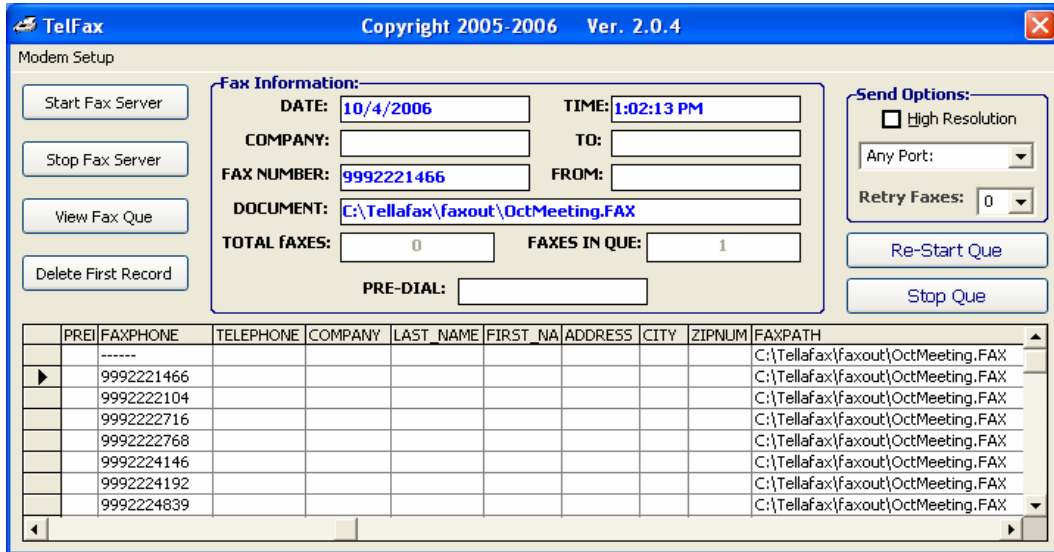 TelFax Copyright 2005-2006 Ver. 2.0.4
Modem Setup
Start Fax Server
Stop Fax Server
View Fax Que
Delete First Record
Fax Information:
DATE: 10/4/2006 TIME: 1:02:13 PM
COMPANY: TO:
FAX NUMBER: 9992221466 FROM:
DOCUMENT: C:\Tellafax\faxout\OctMeeting.FAX
TOTAL fAXES: 0 FAXES IN QUE: 1
PRE-DIAL:
Send Options:
High Resolution
Any Port:
Retry Faxes: 0
Re-Start Que
Stop Que
PREI FAXPHONE TELEPHONE COMPANY LAST_NAME FIRST_NA ADDRESS CITY ZIPNUM FAXPATH
------ C:\Tellafax\faxout\OctMeeting.FAX
9992221466 C:\Tellafax\faxout\OctMeeting.FAX
9992222104 C:\Tellafax\faxout\OctMeeting.FAX
9992222716 C:\Tellafax\faxout\OctMeeting.FAX
9992222768 C:\Tellafax\faxout\OctMeeting.FAX
9992224146 C:\Tellafax\faxout\OctMeeting.FAX
9992224192 C:\Tellafax\faxout\OctMeeting.FAX
9992224839 C:\Tellafax\faxout\OctMeeting.FAX